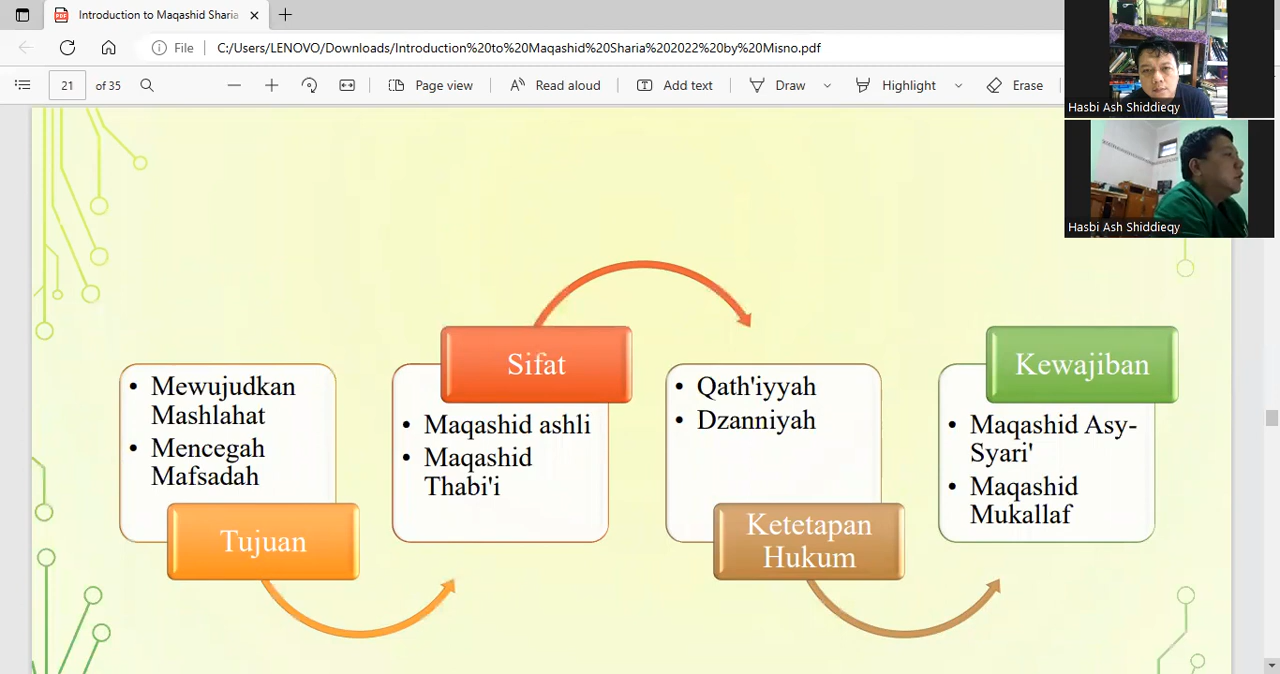 Introduction to Maqashid Sharia
File
C:/Users/LENOVO/Downloads/Introduction%20to%20Maqashid%20Sharia%202022%20by%20Misno.pdf
21
of 35
Page view
Read aloud
Add text
Draw
Highlight
Erase
Hasbi Ash Shiddieqy
Hasbi Ash Shiddieqy
• Mewujudkan
Mashlahat
• Mencegah
Mafsadah
Tujuan
Sifat
• Maqashid ashli
• Maqashid
Thabi'i
• Qath'iyyah
• Dzanniyah
Ketetapan
Hukum
Kewajiban
• Maqashid Asy-
Syari'
• Maqashid
Mukallaf